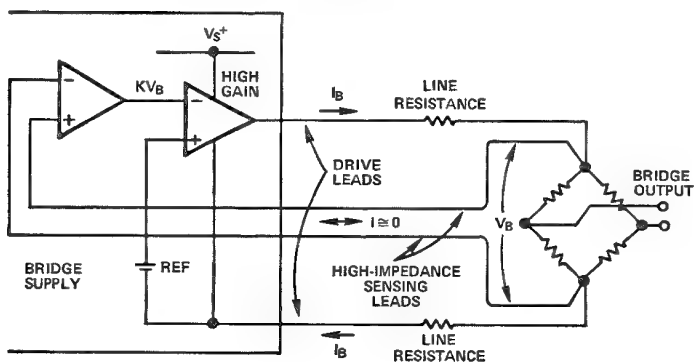 VS+
HIGH
GAIN
KVB
IB
LINE
RESISTANCE
−
+
−
+
DRIVE
LEADS
BRIDGE
OUTPUT
I ≅ 0
VB
BRIDGE
SUPPLY
REF
HIGH-IMPEDANCE
SENSING
LEADS
IB
LINE
RESISTANCE